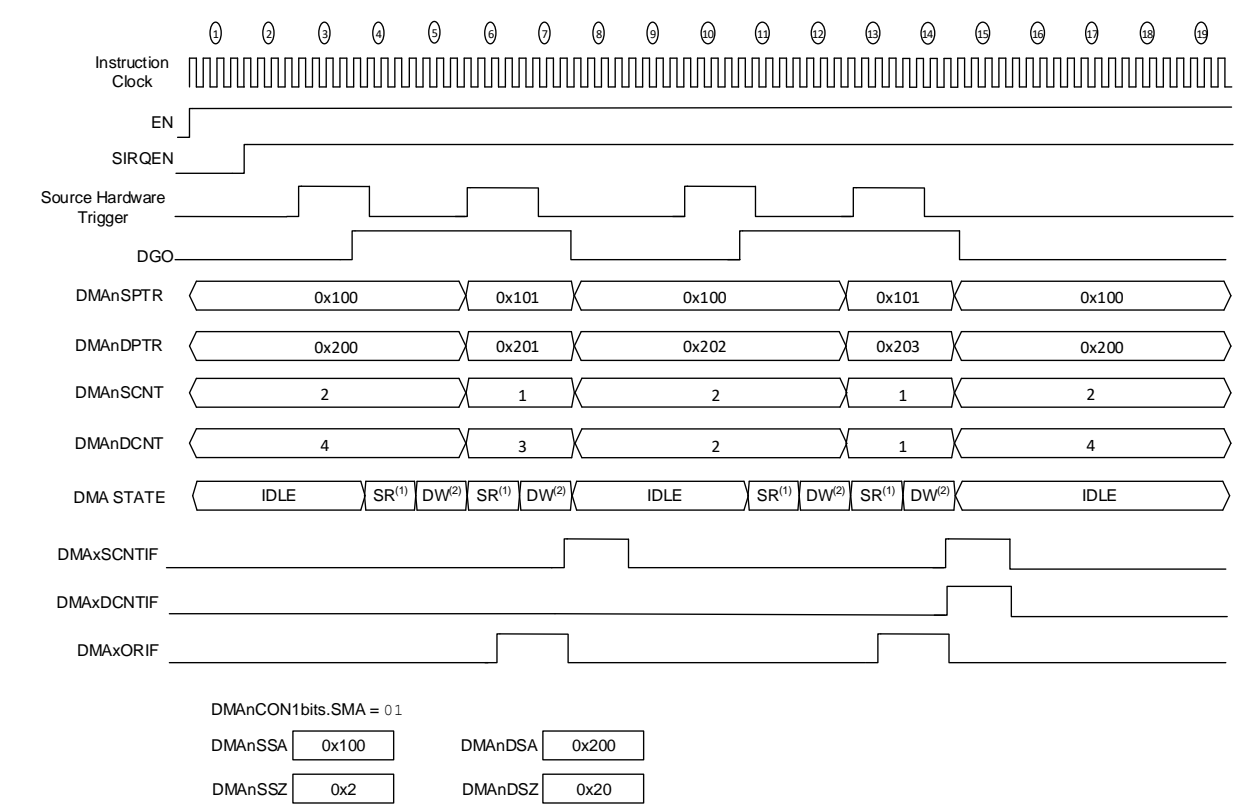 1 2 3 4 5 6 7 8 9 10 11 12 13 14 15 16 17 18 19
Instruction
Clock
EN
SIRQEN
Source Hardware
Trigger
DGO
DMAnSPTR 0x100 0x101 0x100 0x101 0x100
DMAnDPTR 0x200 0x201 0x202 0x203 0x200
DMAnSCNT 2 1 2 1 2
DMAnDCNT 4 3 2 1 4
DMA STATE IDLE SR(1) DW(2) SR(1) DW(2) IDLE SR(1) DW(2) SR(1) DW(2) IDLE
DMAxSCNTIF
DMAxDCNTIF
DMAxORIF
DMAnCON1bits.SMA = 01
DMAnSSA 0x100 DMAnDSA 0x200
DMAnSSZ 0x2 DMAnDSZ 0x20